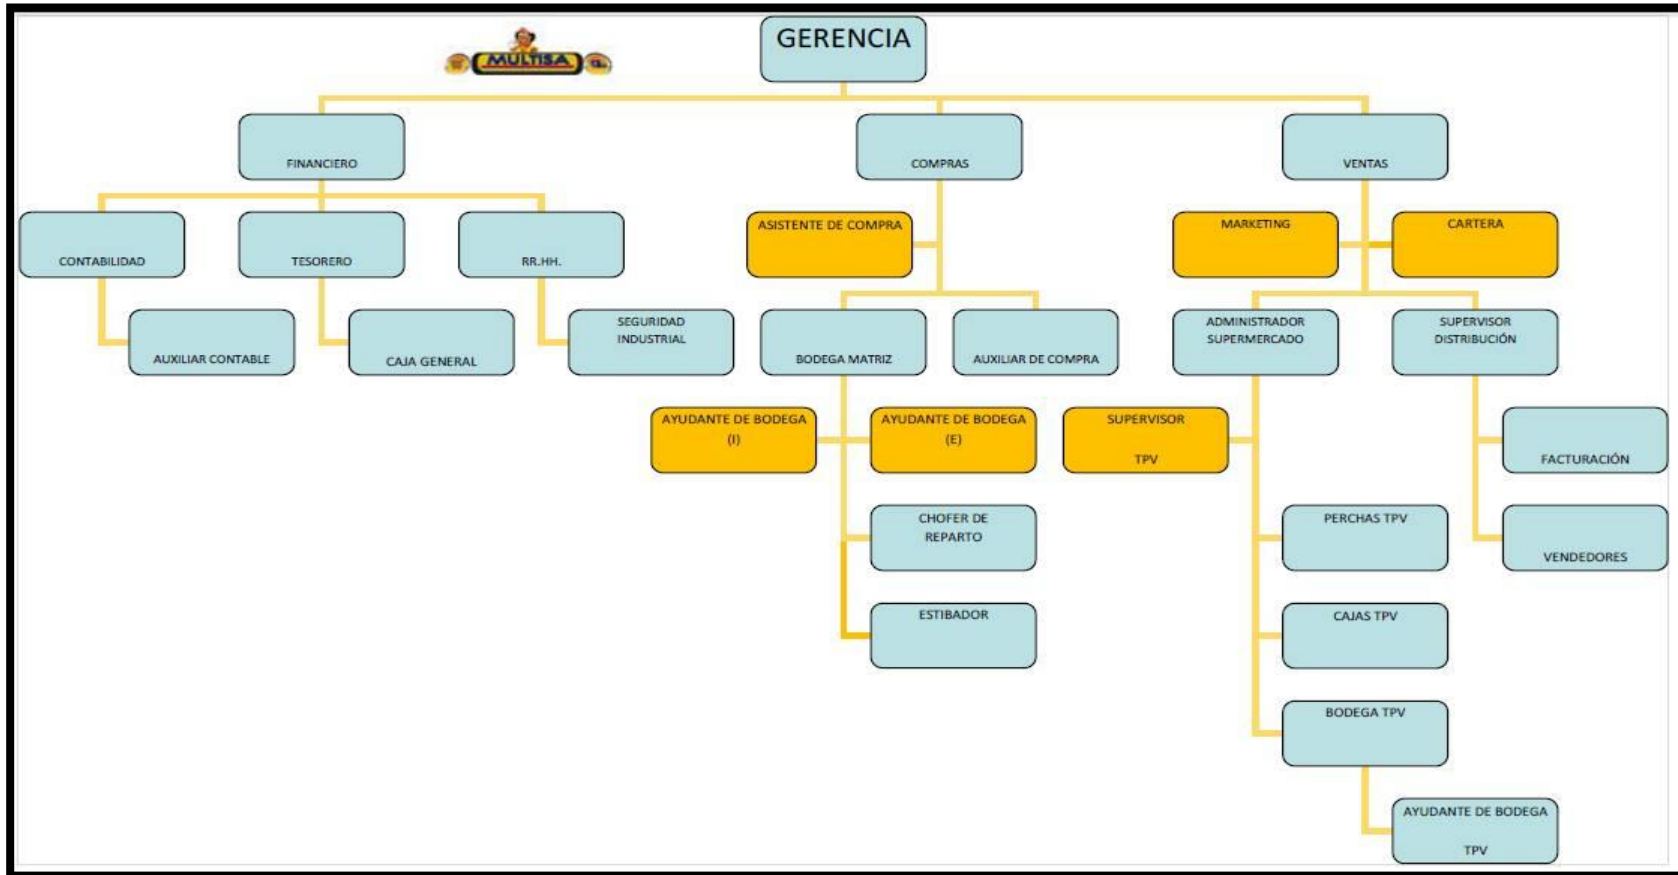 MULTISA
GERENCIA
FINANCIERO
COMPRAS
VENTAS
CONTABILIDAD
TESORERO
RR.HH.
ASISTENTE DE COMPRA
MARKETING
CARTERA
AUXILIAR CONTABLE
CAJA GENERAL
SEGURIDAD
INDUSTRIAL
BODEGA MATRIZ
AUXILIAR DE COMPRA
ADMINISTRADOR
SUPERMERCADO
SUPERVISOR
DISTRIBUCIÓN
AYUDANTE DE BODEGA
(I)
AYUDANTE DE BODEGA
(E)
SUPERVISOR
TPV
FACTURACIÓN
CHOFER DE
REPARTO
PERCHAS TPV
VENDEDORES
ESTIBADOR
CAJAS TPV
BODEGA TPV
AYUDANTE DE BODEGA
TPV